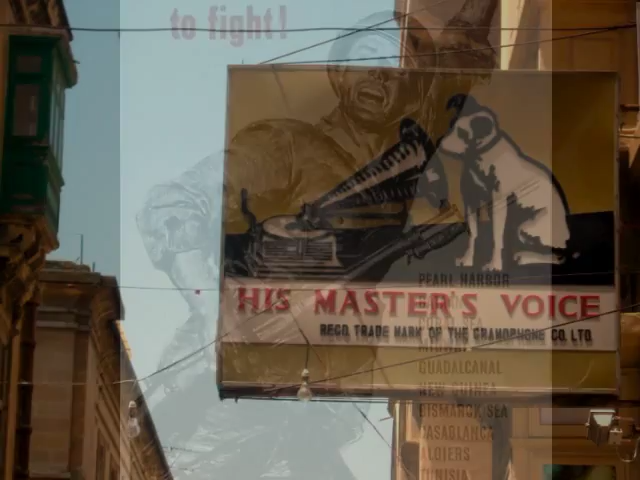 to fight!
HIS MASTER'S VOICE
REGD. TRADE MARK OF THE GRAMOPHONE CO. LTD.
PEARL HARBOR
GUADALCANAL
NEW GUINEA
BISMARCK SEA
CASABLANCA
ALGIERS
TUNISIA